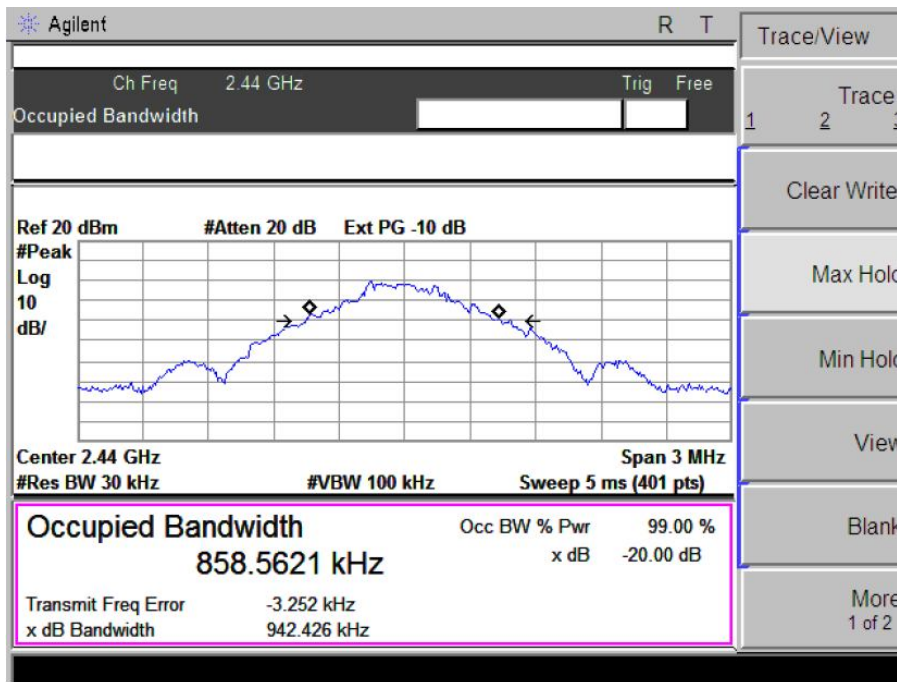 Agilent R T
Ch Freq 2.44 GHz Trig Free
Occupied Bandwidth
Ref 20 dBm #Atten 20 dB Ext PG -10 dB
#Peak
Log
10
dB/
Center 2.44 GHz Span 3 MHz
#Res BW 30 kHz #VBW 100 kHz Sweep 5 ms (401 pts)
Occupied Bandwidth Occ BW % Pwr 99.00 %
858.5621 kHz x dB -20.00 dB
Transmit Freq Error -3.252 kHz
x dB Bandwidth 942.426 kHz
Trace/View
Trace
1 2
Clear Write
Max Hold
Min Hold
View
Blank
More
1 of 2